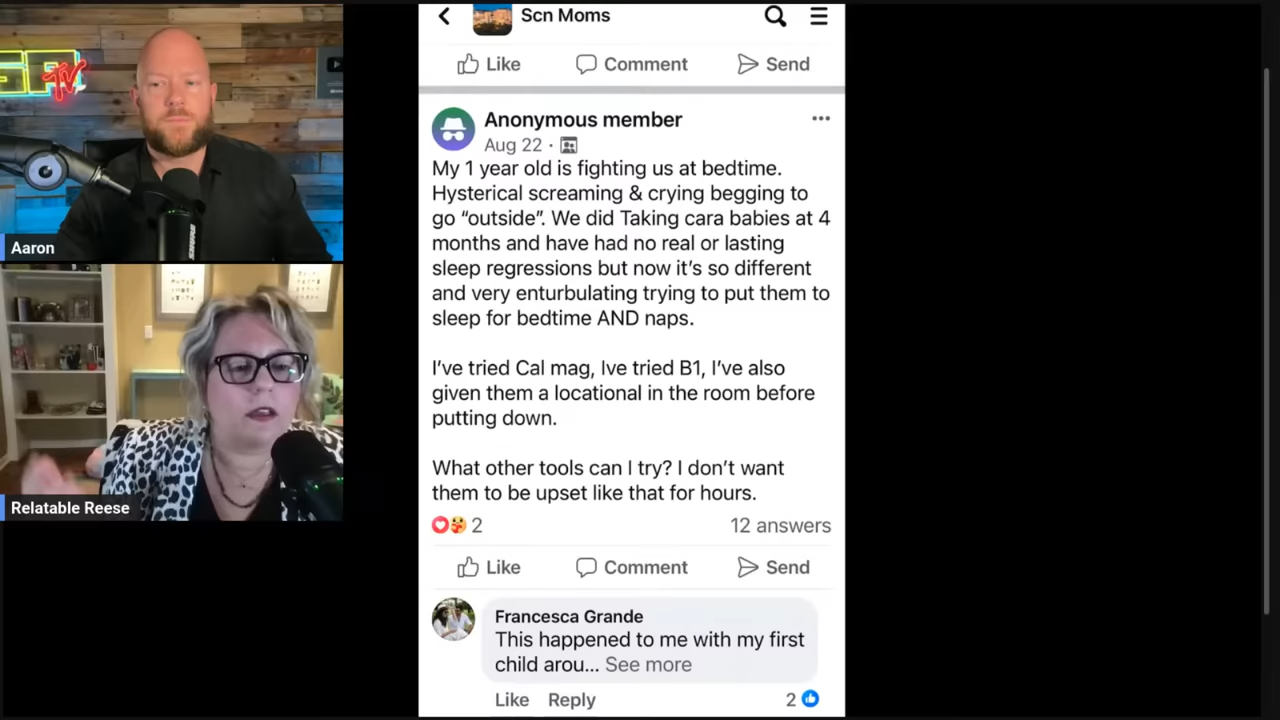 TV
Aaron
Relatable Reese
Scn Moms
Like Comment Send
Anonymous member
Aug 22 ·
My 1 year old is fighting us at bedtime.
Hysterical screaming & crying begging to
go “outside”. We did Taking cara babies at 4
months and have had no real or lasting
sleep regressions but now it’s so different
and very enturbulating trying to put them to
sleep for bedtime AND naps.
I’ve tried Cal mag, Ive tried B1, I’ve also
given them a locational in the room before
putting down.
What other tools can I try? I don’t want
them to be upset like that for hours.
2 12 answers
Like Comment Send
Francesca Grande
This happened to me with my first
child arou... See more
Like Reply 2